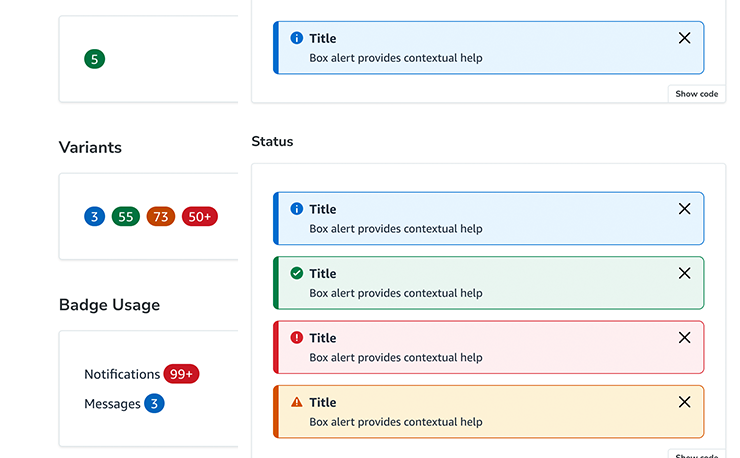 5
Variants
3 55 73 50+
Badge Usage
Notifications 99+
Messages 3
Title
Box alert provides contextual help
Show code
Status
Title
Box alert provides contextual help
Title
Box alert provides contextual help
Title
Box alert provides contextual help
Title
Box alert provides contextual help
Show code